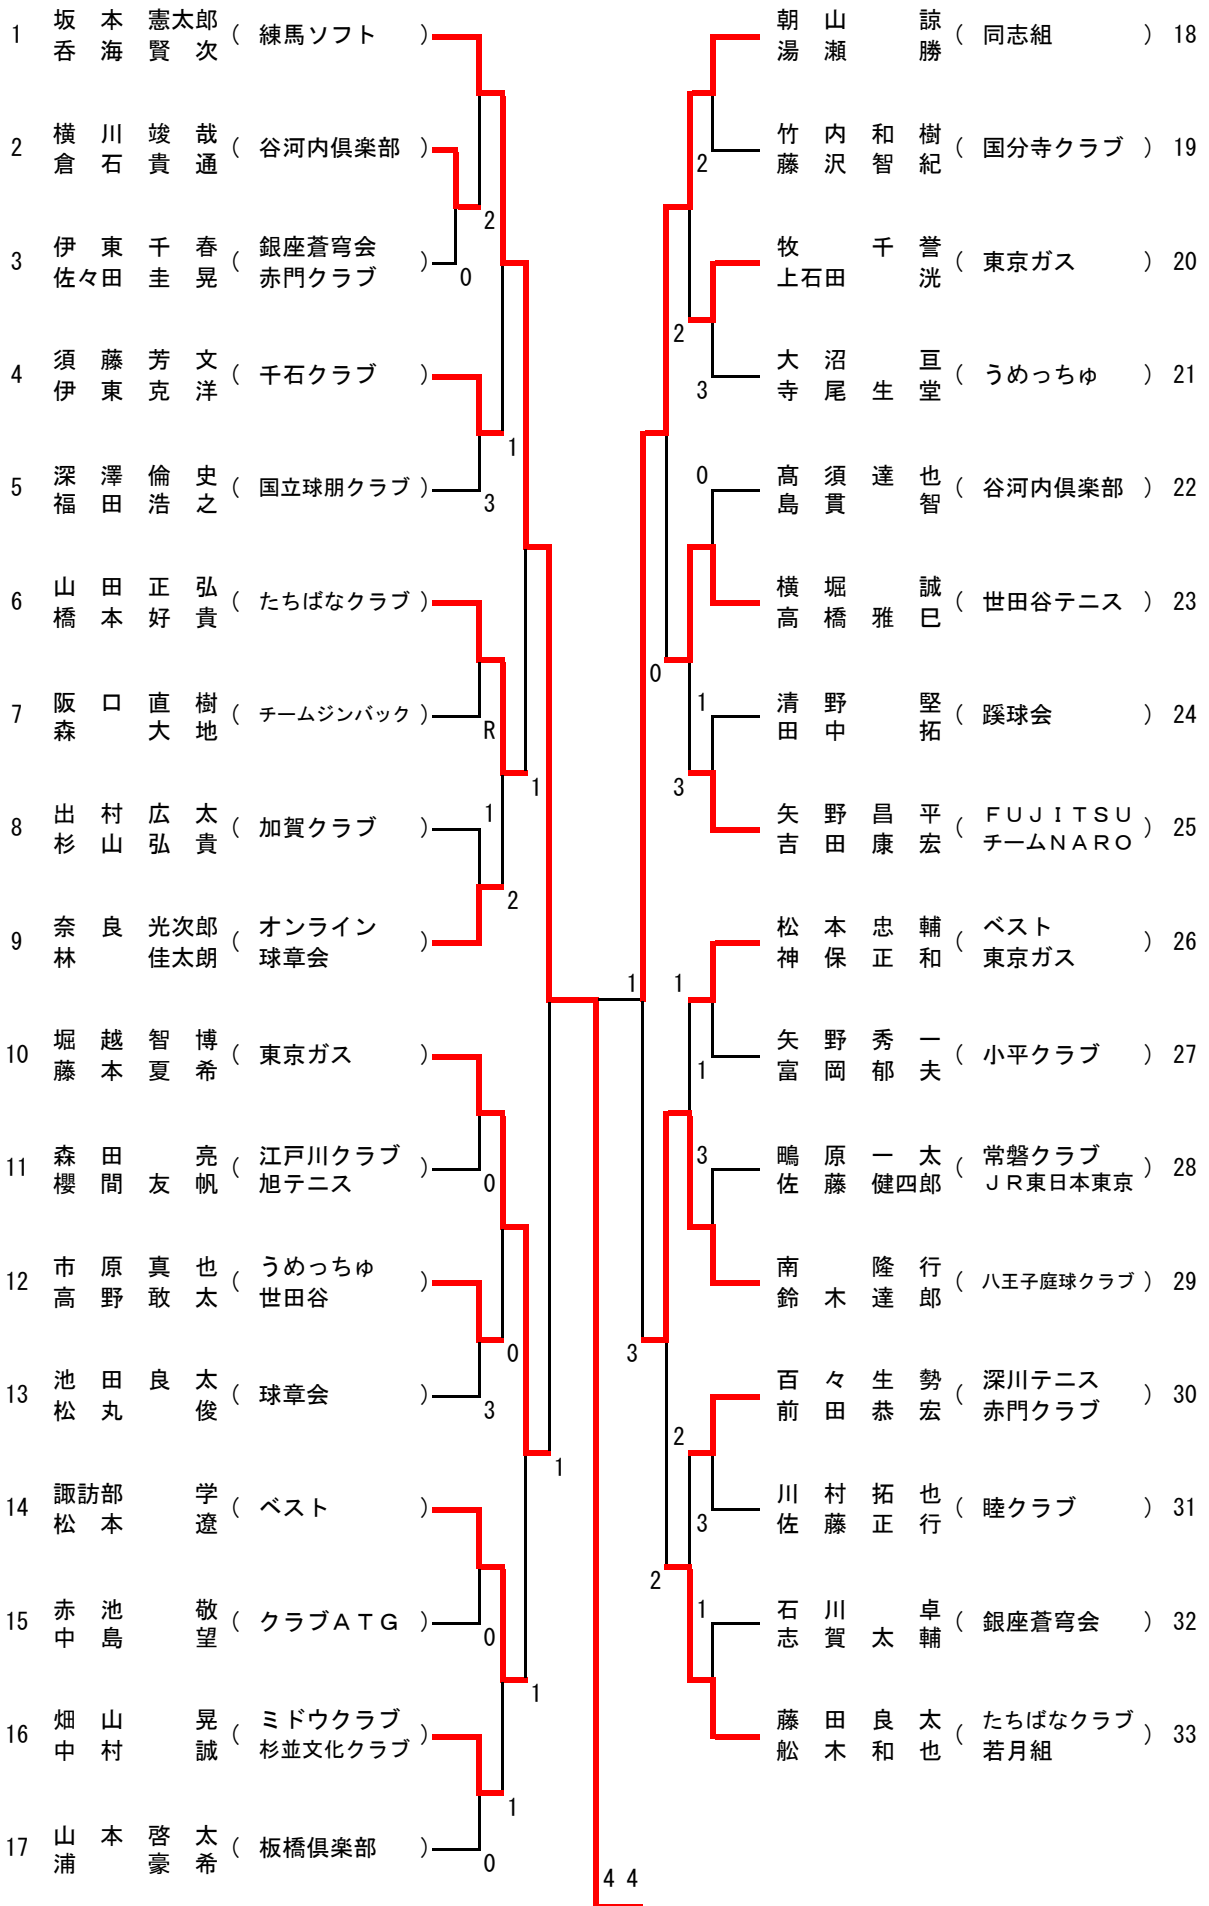 1 坂本憲太郎 ( 練馬ソフト )
呑海賢次
2 横川竣哉 ( 谷河内倶楽部 )
倉石貴通
2
3 伊東千春 ( 銀座蒼穹会 )
佐々田圭晃 赤門クラブ
0
4 須藤芳文 ( 千石クラブ )
伊東克洋
1
5 深澤倫史 ( 国立球朋クラブ )
福田浩之
3
6 山田正弘 ( たちばなクラブ )
橋本好貴
7 阪口直樹 ( チームジンバック )
森大地
R
1
8 出村広太 ( 加賀クラブ )
杉山弘貴
1
2
9 奈良光次郎 ( オンライン )
林佳太朗 球章会
10 堀越智博 ( 東京ガス )
藤本夏希
11 森田亮 ( 江戸川クラブ )
櫻間友帆 旭テニス
0
12 市原真也 ( うめっちゅ )
高野敢太 世田谷
0
13 池田良太 ( 球章会 )
松丸俊
3
1
14 諏訪部学 ( ベスト )
松本遼
15 赤池敬 ( クラブATG )
中島望
0
1
16 畑山晃 ( ミドウクラブ )
中村誠 杉並文化クラブ
1
17 山本啓太 ( 板橋倶楽部 )
浦豪希
0
4 4
1
朝山諒 ( 同志組 ) 18
湯瀬勝
竹内和樹 ( 国分寺クラブ ) 19
藤沢智紀
2
牧千誉 ( 東京ガス ) 20
上石田洸
2
大沼亘 ( うめっちゅ ) 21
寺尾生堂
3
0
髙須達也 ( 谷河内倶楽部 ) 22
島貫智
横堀誠 ( 世田谷テニス ) 23
高橋雅巳
0
1
清野堅 ( 蹊球会 ) 24
田中拓
3
矢野昌平 ( FUJITSU ) 25
吉田康宏 チームNARO
松本忠輔 ( ベスト ) 26
神保正和 東京ガス
1
矢野秀一 ( 小平クラブ ) 27
富岡郁夫
1
3
鴫原一太 ( 常磐クラブ ) 28
佐藤健四郎 JR東日本東京
南隆行 ( 八王子庭球クラブ ) 29
鈴木達郎
3
百々生勢 ( 深川テニス ) 30
前田恭宏 赤門クラブ
2
川村拓也 ( 睦クラブ ) 31
佐藤正行
3
2
1
石川卓 ( 銀座蒼穹会 ) 32
志賀太輔
藤田良太 ( たちばなクラブ ) 33
舩木和也 若月組